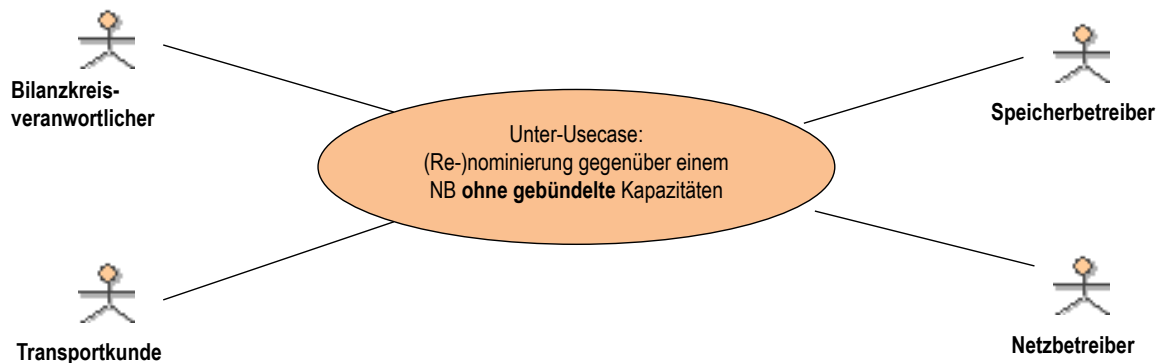 Bilanzkreis-
veranwortlicher
Speicherbetreiber
Unter-Usecase:
(Re-)nominierung gegenüber einem
NB ohne gebündelte Kapazitäten
Transportkunde
Netzbetreiber